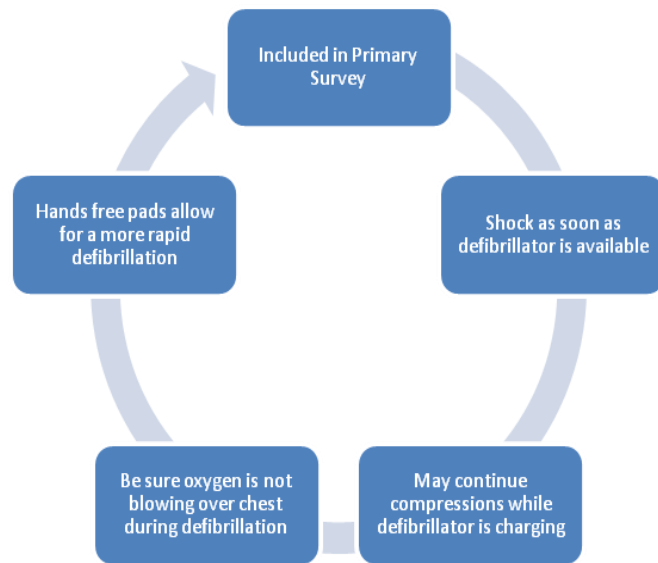 Included in Primary
Survey
Shock as soon as
defibrillator is available
May continue
compressions while
defibrillator is charging
Be sure oxygen is not
blowing over chest
during defibrillation
Hands free pads allow
for a more rapid
defibrillation